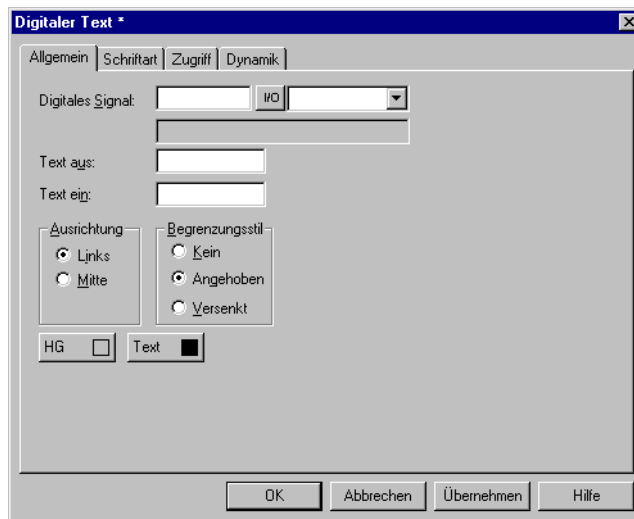 Digitaler Text *
Allgemein Schriftart Zugriff Dynamik
Digitales Signal: I/O
Text aus:
Text ein:
Ausrichtung Begrenzungsstil
Links Kein
Mitte Angehoben
Versenkt
HG Text
OK Abbrechen Übernehmen Hilfe